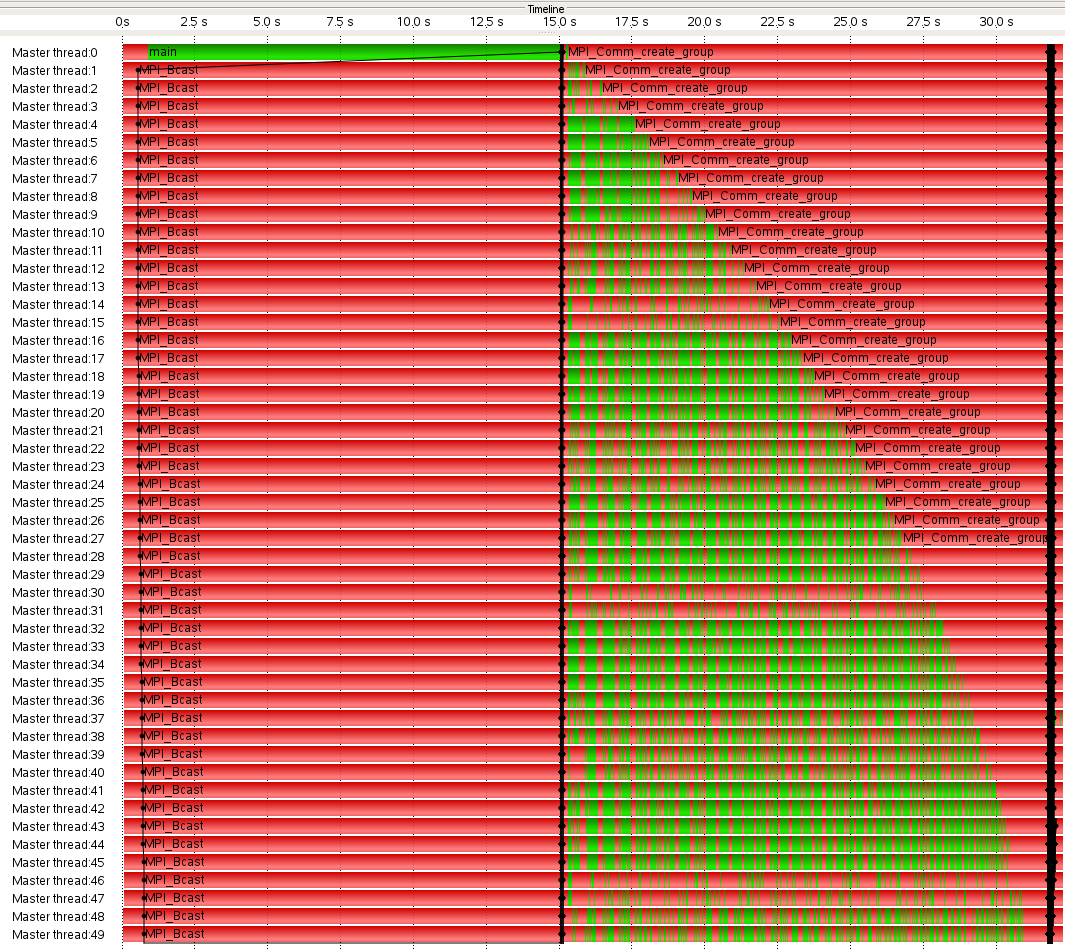 Timeline
0 s 2.5 s 5.0 s 7.5 s 10.0 s 12.5 s 15.0 s 17.5 s 20.0 s 22.5 s 25.0 s 27.5 s 30.0 s
Master thread:0 main MPI_Comm_create_group
Master thread:1 MPI_Bcast MPI_Comm_create_group
Master thread:2 MPI_Bcast MPI_Comm_create_group
Master thread:3 MPI_Bcast MPI_Comm_create_group
Master thread:4 MPI_Bcast MPI_Comm_create_group
Master thread:5 MPI_Bcast MPI_Comm_create_group
Master thread:6 MPI_Bcast MPI_Comm_create_group
Master thread:7 MPI_Bcast MPI_Comm_create_group
Master thread:8 MPI_Bcast MPI_Comm_create_group
Master thread:9 MPI_Bcast MPI_Comm_create_group
Master thread:10 MPI_Bcast MPI_Comm_create_group
Master thread:11 MPI_Bcast MPI_Comm_create_group
Master thread:12 MPI_Bcast MPI_Comm_create_group
Master thread:13 MPI_Bcast MPI_Comm_create_group
Master thread:14 MPI_Bcast MPI_Comm_create_group
Master thread:15 MPI_Bcast MPI_Comm_create_group
Master thread:16 MPI_Bcast MPI_Comm_create_group
Master thread:17 MPI_Bcast MPI_Comm_create_group
Master thread:18 MPI_Bcast MPI_Comm_create_group
Master thread:19 MPI_Bcast MPI_Comm_create_group
Master thread:20 MPI_Bcast MPI_Comm_create_group
Master thread:21 MPI_Bcast MPI_Comm_create_group
Master thread:22 MPI_Bcast MPI_Comm_create_group
Master thread:23 MPI_Bcast MPI_Comm_create_group
Master thread:24 MPI_Bcast MPI_Comm_create_group
Master thread:25 MPI_Bcast MPI_Comm_create_group
Master thread:26 MPI_Bcast MPI_Comm_create_group
Master thread:27 MPI_Bcast MPI_Comm_create_group
Master thread:28 MPI_Bcast
Master thread:29 MPI_Bcast
Master thread:30 MPI_Bcast
Master thread:31 MPI_Bcast
Master thread:32 MPI_Bcast
Master thread:33 MPI_Bcast
Master thread:34 MPI_Bcast
Master thread:35 MPI_Bcast
Master thread:36 MPI_Bcast
Master thread:37 MPI_Bcast
Master thread:38 MPI_Bcast
Master thread:39 MPI_Bcast
Master thread:40 MPI_Bcast
Master thread:41 MPI_Bcast
Master thread:42 MPI_Bcast
Master thread:43 MPI_Bcast
Master thread:44 MPI_Bcast
Master thread:45 MPI_Bcast
Master thread:46 MPI_Bcast
Master thread:47 MPI_Bcast
Master thread:48 MPI_Bcast
Master thread:49 MPI_Bcast